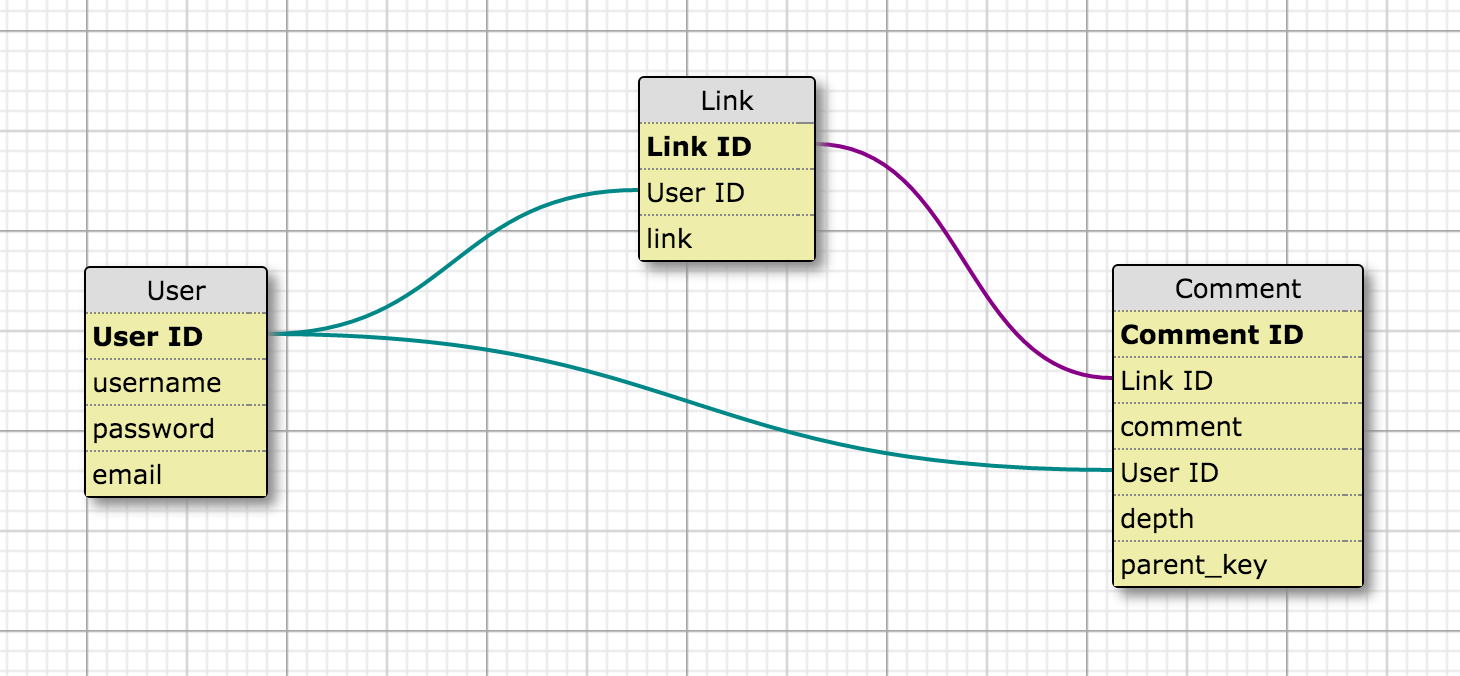 Link
Link ID
User ID
link
User
User ID
username
password
email
Comment
Comment ID
Link ID
comment
User ID
depth
parent_key